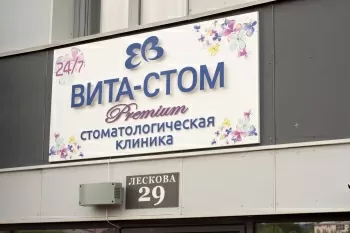 ЕВ
24/7
ВИТА-СТОМ
Premium
стоматологическая
клиника
ЛЕСКОВА
29